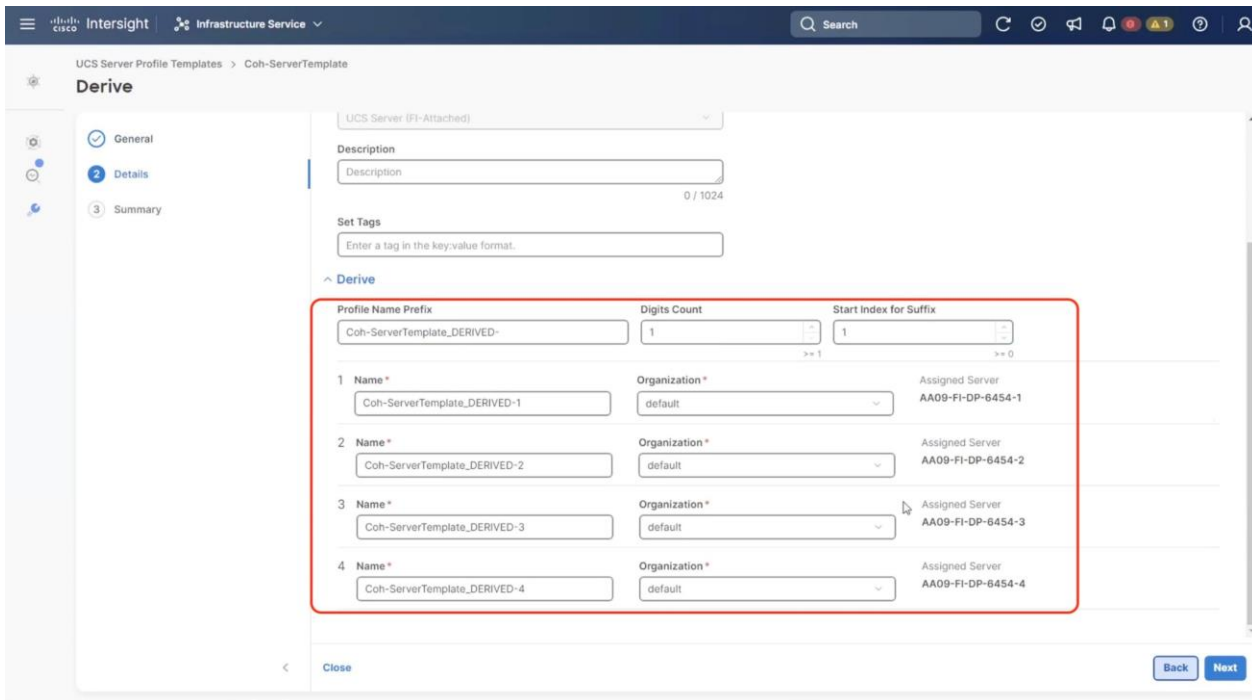 cisco Intersight Infrastructure Service Search 0 1
UCS Server Profile Templates > Coh-ServerTemplate
Derive
General
2 Details
3 Summary
UCS Server (FI-Attached)
Description
Description
0 / 1024
Set Tags
Enter a tag in the key:value format.
Derive
Profile Name Prefix Digits Count Start Index for Suffix
Coh-ServerTemplate_DERIVED- 1 1
>= 1 >= 0
1 Name * Organization * Assigned Server
Coh-ServerTemplate_DERIVED-1 default AA09-FI-DP-6454-1
2 Name * Organization * Assigned Server
Coh-ServerTemplate_DERIVED-2 default AA09-FI-DP-6454-2
3 Name * Organization * Assigned Server
Coh-ServerTemplate_DERIVED-3 default AA09-FI-DP-6454-3
4 Name * Organization * Assigned Server
Coh-ServerTemplate_DERIVED-4 default AA09-FI-DP-6454-4
< Close Back Next